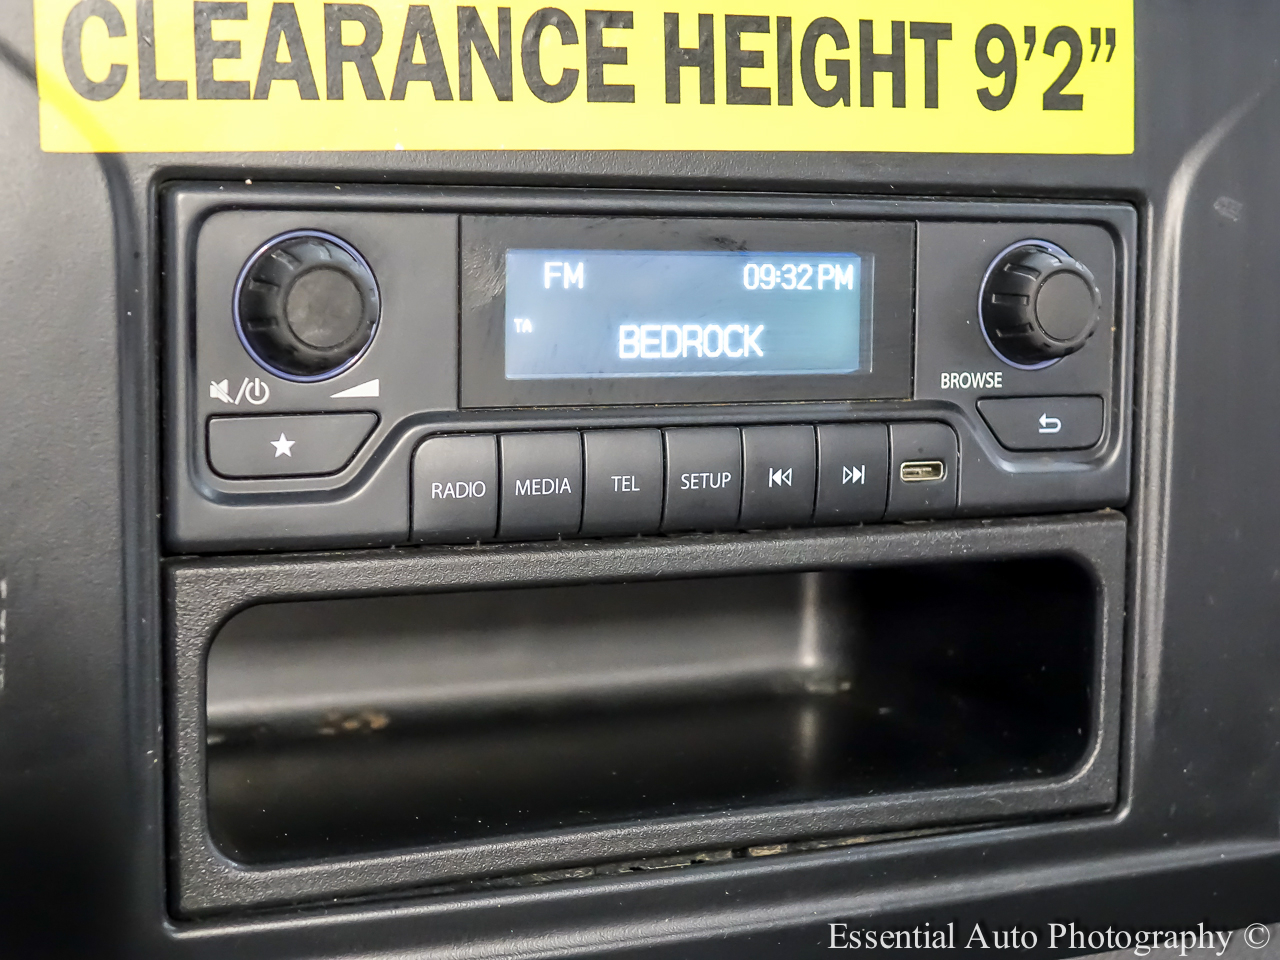 CLEARANCE HEIGHT 9’2”
FM 09:32 PM
TA
BEDROCK
BROWSE
RADIO MEDIA TEL SETUP
Essential Auto Photography ©